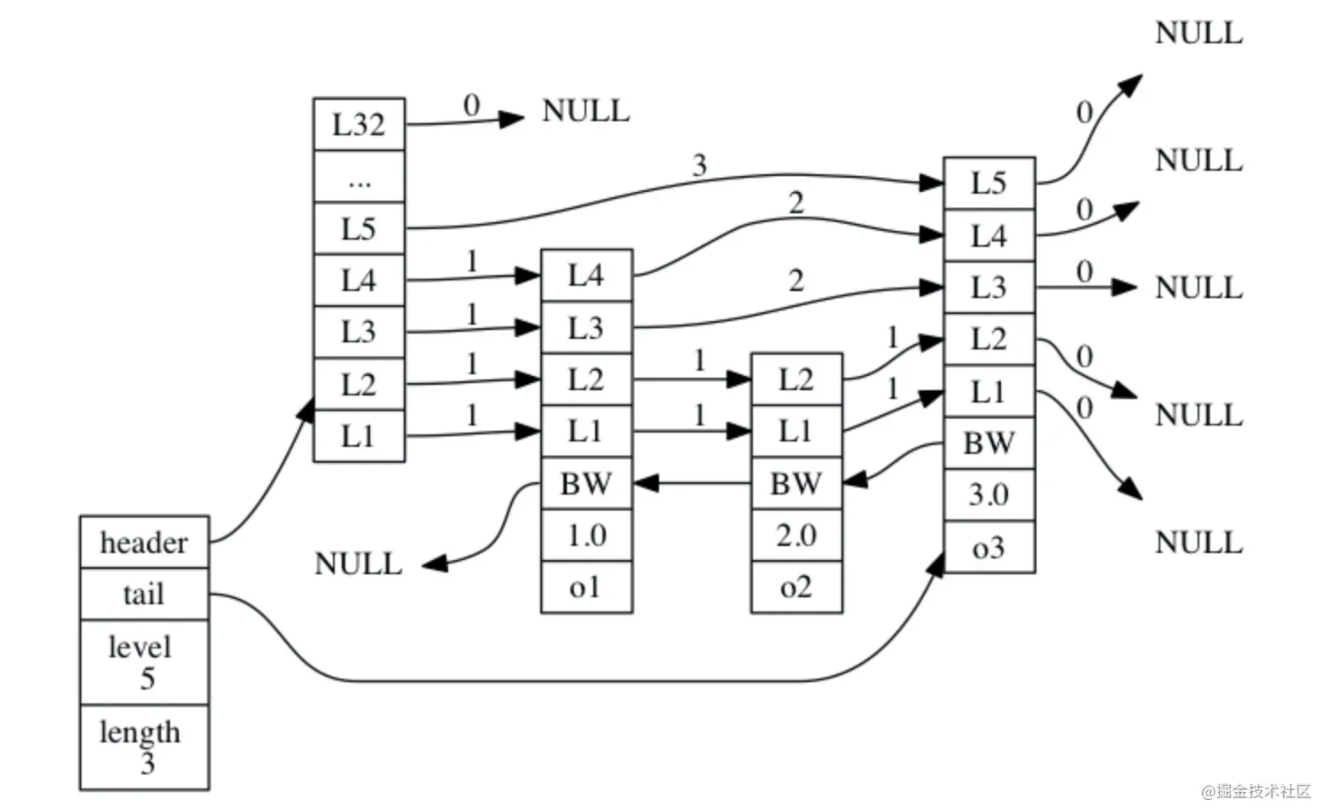 NULL
L32
0
NULL
...
3
L5
0
NULL
L5
2
L4
0
L4
1
L4
2
L3
0
NULL
L3
1
L3
1
L2
0
NULL
L2
1
L2
1
L2
1
L1
0
L1
1
L1
1
L1
BW
BW
BW
3.0
1.0
2.0
o3
NULL
o1
o2
NULL
header
tail
level
5
length
3
@掘金技术社区